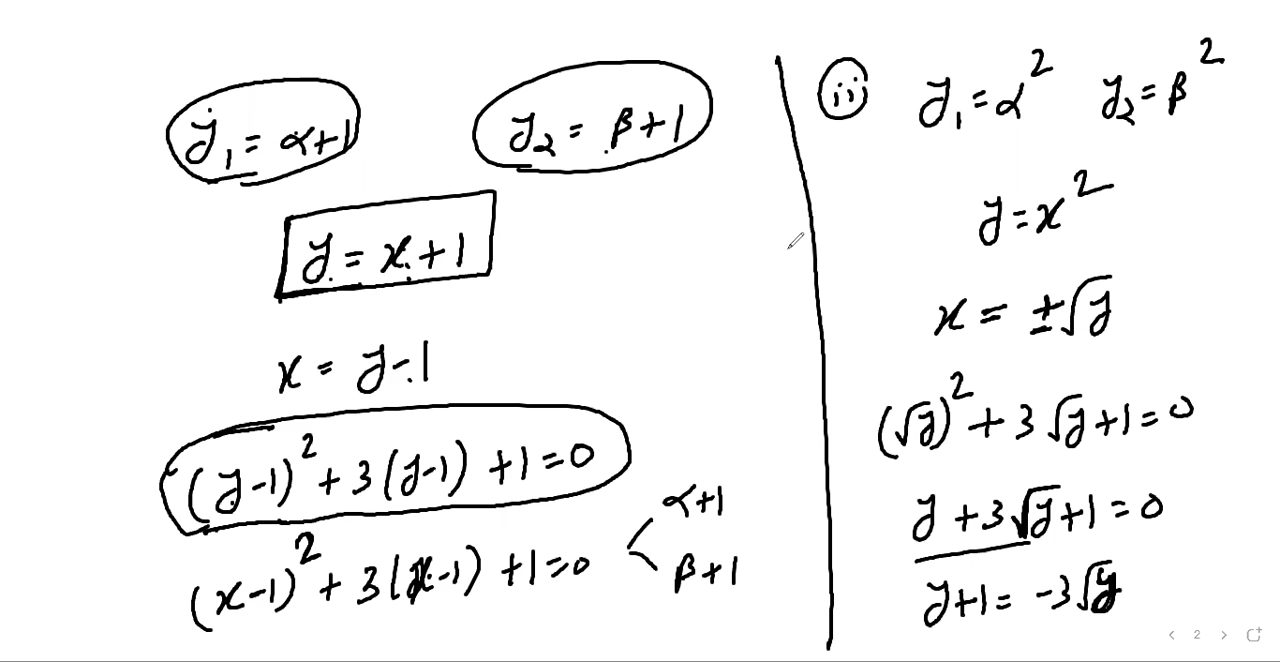 y₁ = α+1    y₂ = β+1
y = x+1
x = y-1
(y-1)² + 3(y-1) + 1 = 0
(x-1)² + 3(x-1) + 1 = 0
α+1
β+1
ii
y₁ = α²    y₂ = β²
y = x²
x = ±√y
(√y)² + 3√y + 1 = 0
y + 3√y + 1 = 0
y+1 = -3√y
< 2 >